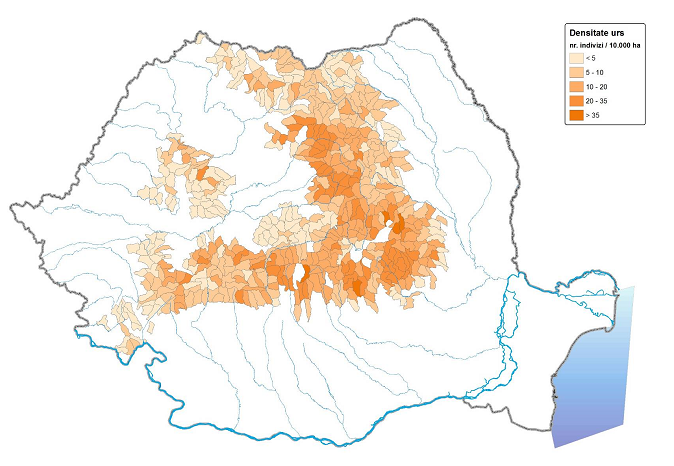 Densitate urs
nr. indivizi / 10.000 ha
< 5
5 - 10
10 - 20
20 - 35
> 35